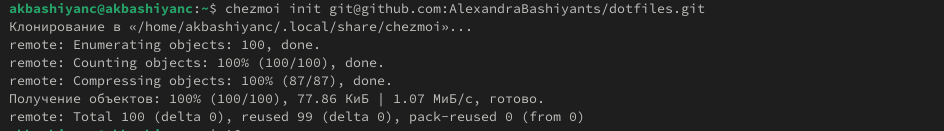 akbashiyanc@akbashiyanc:~$ chezmoi init git@github.com:AlexandraBashiyants/dotfiles.git
Клонирование в «/home/akbashiyanc/.local/share/chezmoi»...
remote: Enumerating objects: 100, done.
remote: Counting objects: 100% (100/100), done.
remote: Compressing objects: 100% (87/87), done.
Получение объектов: 100% (100/100), 77.86 КиБ | 1.07 МиБ/с, готово.
remote: Total 100 (delta 0), reused 99 (delta 0), pack-reused 0 (from 0)